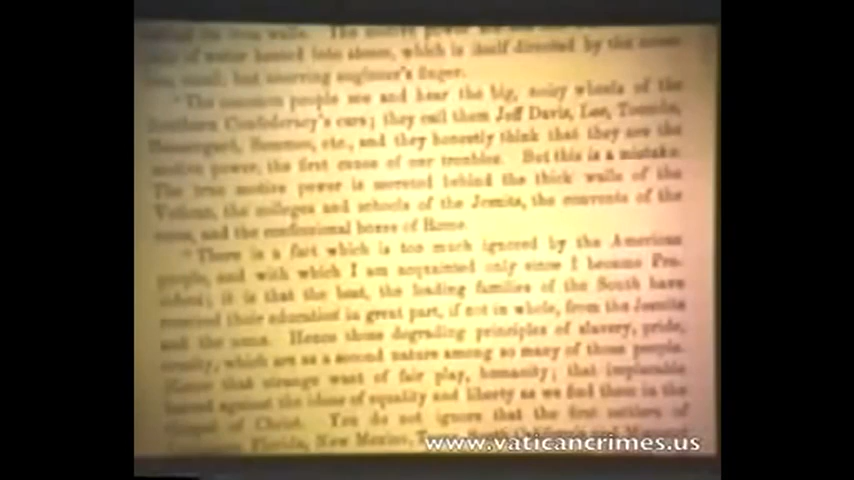 behind its iron walls. The motive power
of water heated into steam, which is itself directed by the
small, but unerring engineer's finger.
"The common people see and hear the big, noisy wheels of the
Southern Confederacy's cars; they call them Jeff Davis, Lee, Toombs,
Beauregard, Semmes, etc., and they honestly think that they are the
motive power, the first cause of our troubles. But this is a mistake.
The true motive power is secreted behind the thick walls of the
Vatican, the colleges and schools of the Jesuits, the convents of the
nuns, and the confessional boxes of Rome.
"There is a fact which is too much ignored by the American
people, and with which I am acquainted only since I became Pre-
sident; it is that the best, the leading families of the South have
received their education in great part, if not in whole, from the Jesuits
and the nuns. Hence those degrading principles of slavery, pride,
cruelty, which are as a second nature among so many of those people.
Hence that strange want of fair play, humanity; that implacable
hatred against the ideas of equality and liberty as we find them in the
Gospel of Christ. You do not ignore that the first settlers of
Florida, New Mexico,
www.vaticancrimes.us